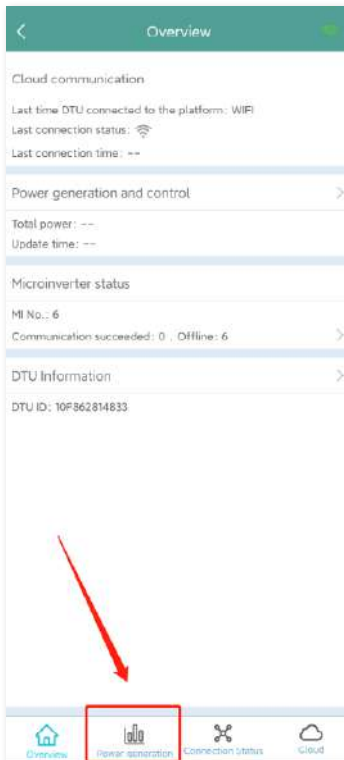 Overview
Cloud communication
Last time DTU connected to the platform: WIFI
Last connection status:
Last connection time: --
Power generation and control
Total power: --
Update time: --
Microinverter status
MI No.: 6
Communication succeeded: 0 , Offline: 6
DTU Information
DTU ID: 10P862814833
Overview
Power generation
Connection Status
Cloud